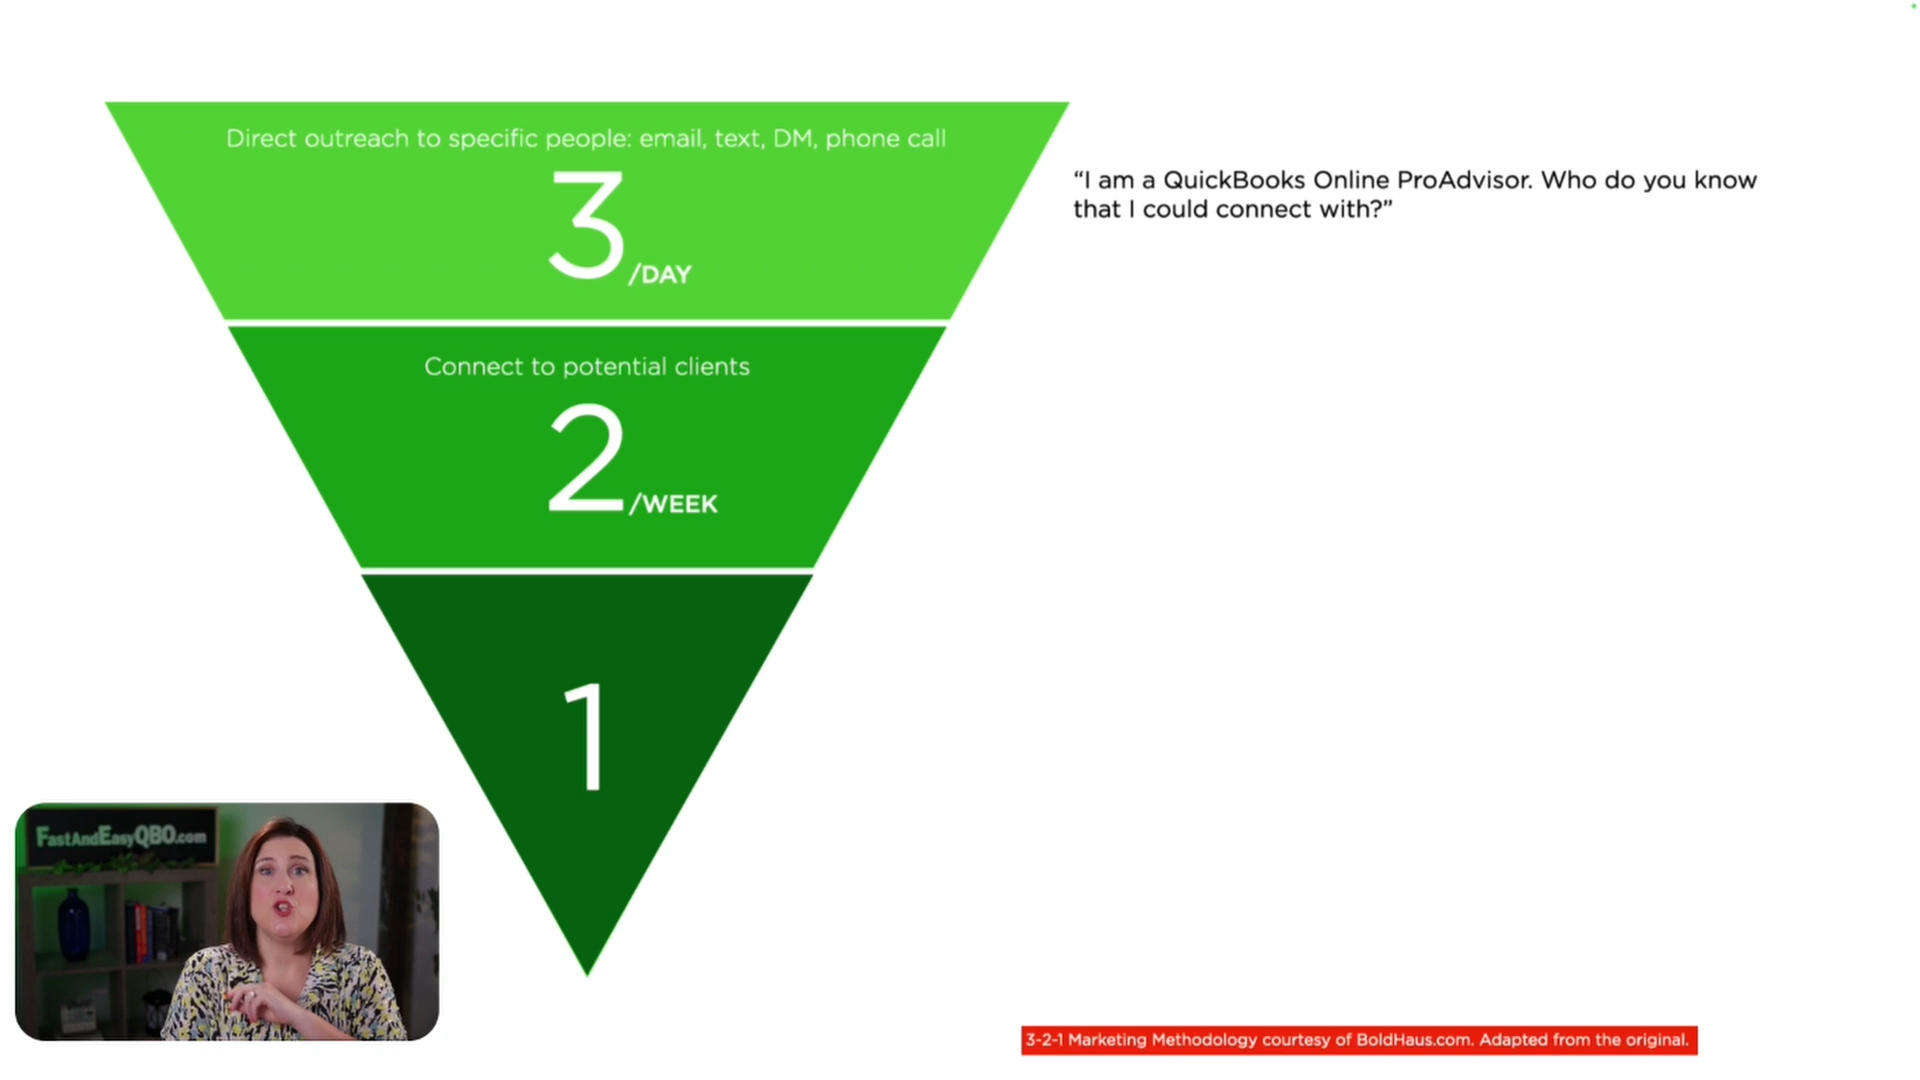 Direct outreach to specific people: email, text, DM, phone call
3/DAY
“I am a QuickBooks Online ProAdvisor. Who do you know
that I could connect with?”
Connect to potential clients
2/WEEK
1
FastAndEasyQBO.com
3-2-1 Marketing Methodology courtesy of BoldHaus.com. Adapted from the original.